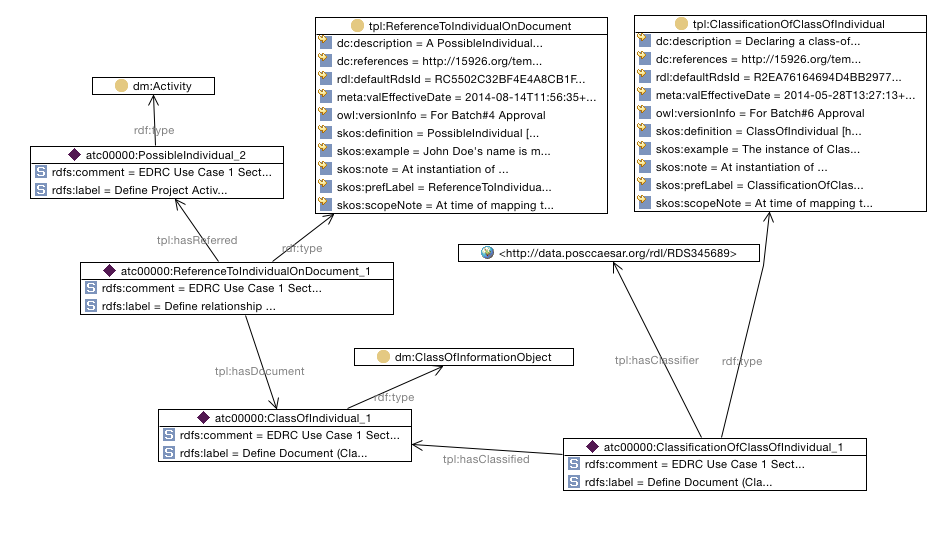 tpl:ReferenceToIndividualOnDocument
dc:description = A PossibleIndividual...
dc:references = http://15926.org/tem...
rdl:defaultRdsId = RC5502C32BF4E4A8CB1F...
meta:valEffectiveDate = 2014-08-14T11:56:35+...
owl:versionInfo = For Batch#4 Approval
skos:definition = PossibleIndividual [...
skos:example = John Doe's name is m...
skos:note = At instantiation of ...
skos:prefLabel = ReferenceToIndividua...
skos:scopeNote = At time of mapping t...
tpl:ClassificationOfClassOfIndividual
dc:description = Declaring a class-of...
dc:references = http://15926.org/tem...
rdl:defaultRdsId = R2EA76164694D4BB2977...
meta:valEffectiveDate = 2014-05-28T13:27:13+...
owl:versionInfo = For Batch#6 Approval
skos:definition = ClassOfIndividual [h...
skos:example = The instance of Clas...
skos:note = At instantiation of ...
skos:prefLabel = ClassificationOfClas...
skos:scopeNote = At time of mapping t...
dm:Activity
rdf:type
atc00000:PossibleIndividual_2
rdfs:comment = EDRC Use Case 1 Sect...
rdfs:label = Define Project Activ...
tpl:hasReferred
rdf:type
<http://data.posccaesar.org/rdl/RDS345689>
atc00000:ReferenceToIndividualOnDocument_1
rdfs:comment = EDRC Use Case 1 Sect...
rdfs:label = Define relationship ...
dm:ClassOfInformationObject
tpl:hasClassifier
rdf:type
tpl:hasDocument
rdf:type
atc00000:ClassOfIndividual_1
rdfs:comment = EDRC Use Case 1 Sect...
rdfs:label = Define Document (Cla...
tpl:hasClassified
atc00000:ClassificationOfClassOfIndividual_1
rdfs:comment = EDRC Use Case 1 Sect...
rdfs:label = Define Document (Cla...